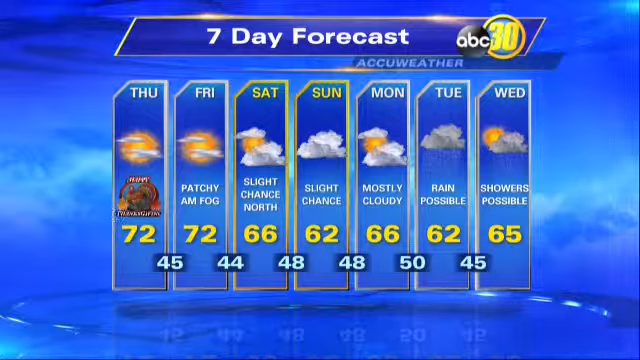 7 Day Forecast
abc 30
ACCUWEATHER
THU
FRI
SAT
SUN
MON
TUE
WED
HAPPY
THANKSGIVING
PATCHY
AM FOG
SLIGHT
CHANCE
NORTH
SLIGHT
CHANCE
MOSTLY
CLOUDY
RAIN
POSSIBLE
SHOWERS
POSSIBLE
72
72
66
62
66
62
65
45
44
48
48
50
45